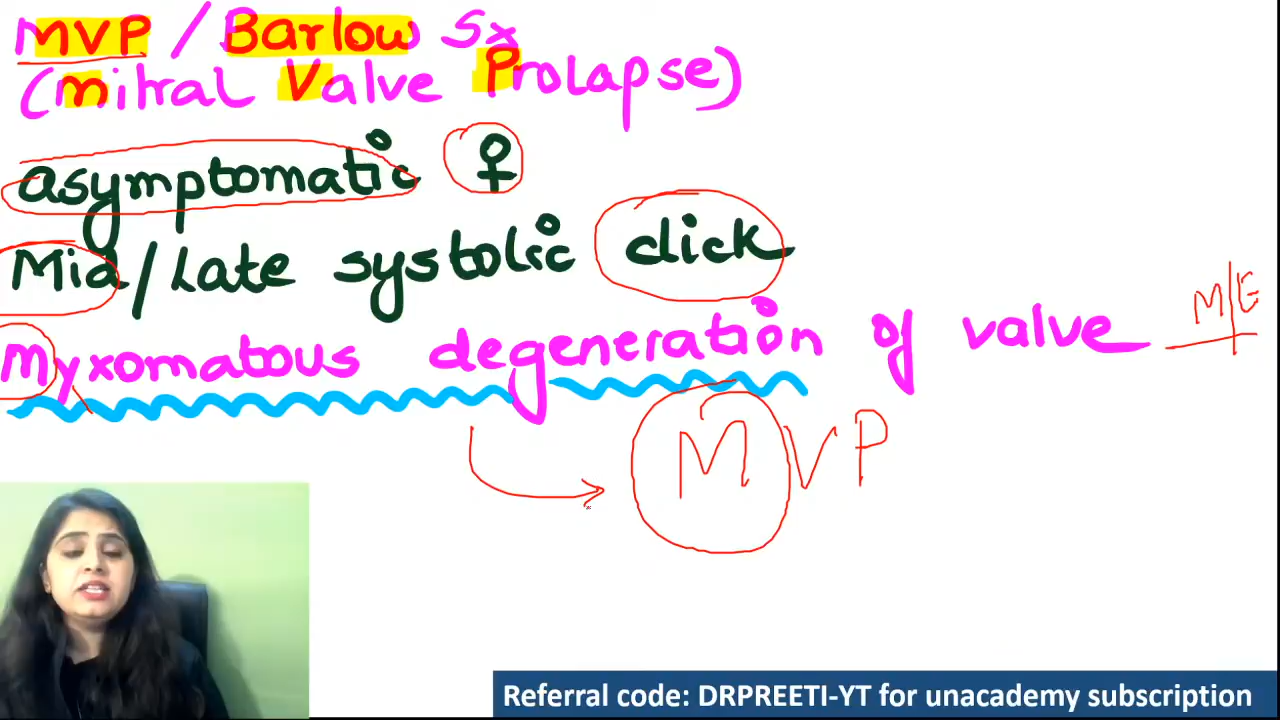 MVP / Barlow Sx
(Mitral Valve Prolapse)
asymptomatic ♀
Mid/Late systolic click
Myxomatous degeneration of valve M/E
MVP
Referral code: DRPREETI-YT for unacademy subscription